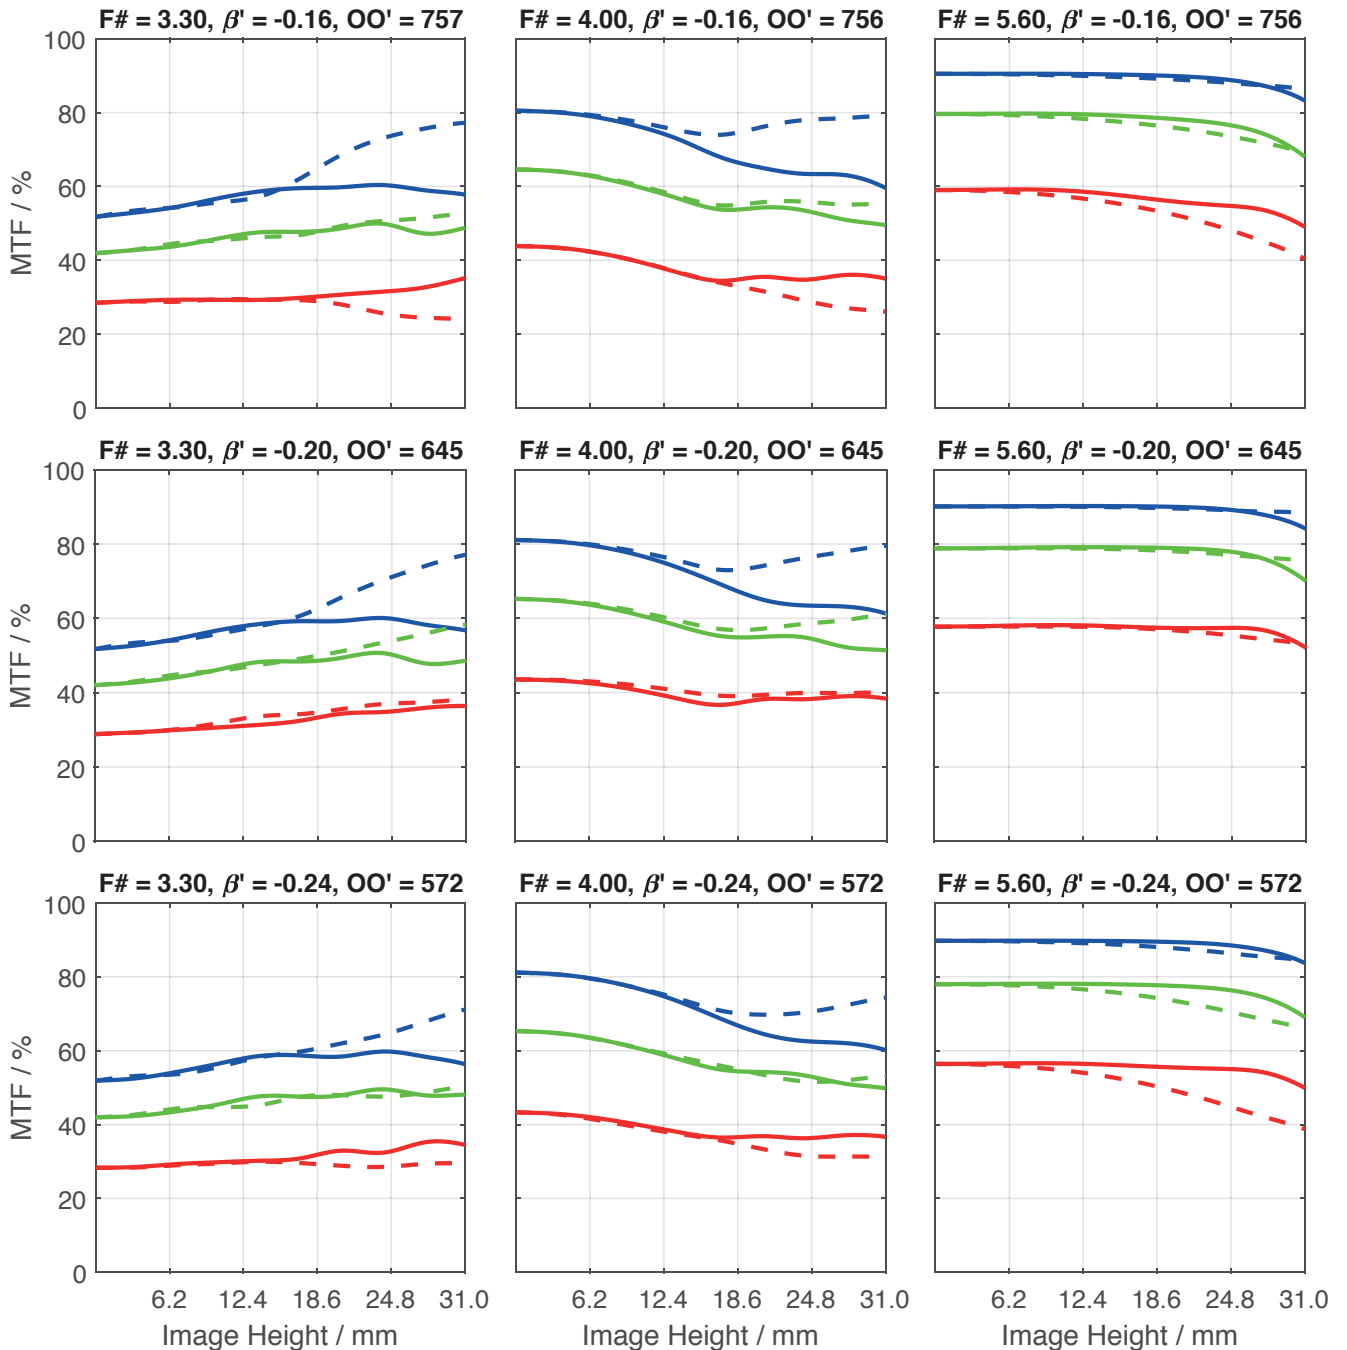 F# = 3.30, β' = -0.16, OO' = 757
F# = 4.00, β' = -0.16, OO' = 756
F# = 5.60, β' = -0.16, OO' = 756
100
80
60
40
20
0
MTF / %
F# = 3.30, β' = -0.20, OO' = 645
F# = 4.00, β' = -0.20, OO' = 645
F# = 5.60, β' = -0.20, OO' = 645
100
80
60
40
20
0
MTF / %
F# = 3.30, β' = -0.24, OO' = 572
F# = 4.00, β' = -0.24, OO' = 572
F# = 5.60, β' = -0.24, OO' = 572
100
80
60
40
20
0
MTF / %
6.2 12.4 18.6 24.8 31.0
6.2 12.4 18.6 24.8 31.0
6.2 12.4 18.6 24.8 31.0
Image Height / mm
Image Height / mm
Image Height / mm